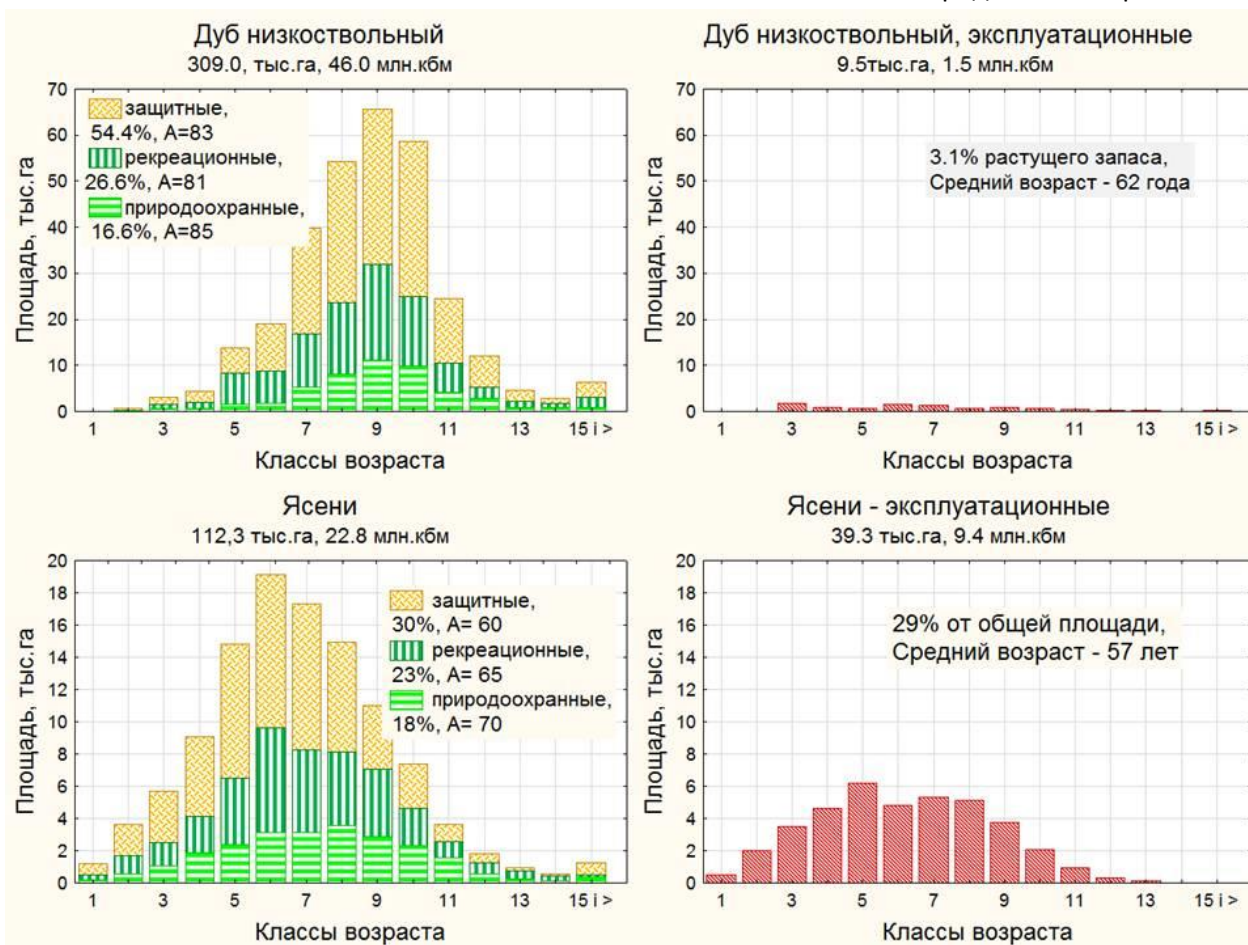 Дуб низкоствольный
309.0, тыс.га, 46.0 млн.кбм
70
60
50
40
30
20
10
0
Площадь, тыс.га
защитные,
54.4%, А=83
рекреационные,
26.6%, А=81
природоохранные,
16.6%, А=85
1 3 5 7 9 11 13 15 i >
Классы возраста
Дуб низкоствольный, эксплуатационные
9.5тыс.га, 1.5 млн.кбм
70
60
50
40
30
20
10
0
Площадь, тыс.га
3.1% растущего запаса,
Средний возраст - 62 года
1 3 5 7 9 11 13 15 i >
Классы возраста
Ясени
112,3 тыс.га, 22.8 млн.кбм
20
18
16
14
12
10
8
6
4
2
0
Площадь, тыс.га
защитные,
30%, А= 60
рекреационные,
23%, А= 65
природоохранные,
18%, А= 70
1 3 5 7 9 11 13 15 i >
Классы возраста
Ясени - эксплуатационные
39.3 тыс.га, 9.4 млн.кбм
20
18
16
14
12
10
8
6
4
2
0
Площадь, тыс.га
29% от общей площади,
Средний возраст - 57 лет
1 3 5 7 9 11 13 15 i >
Классы возраста